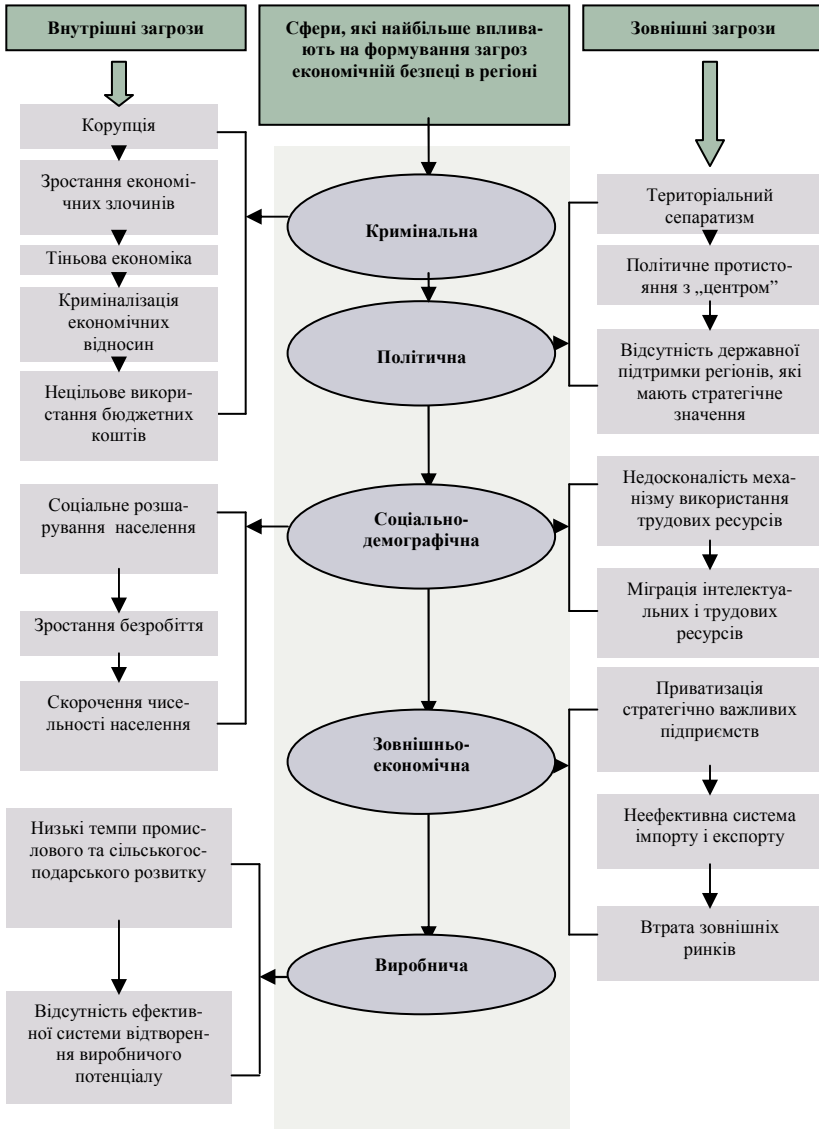 Внутрішні загрози
Корупція
Зростання економі-
чних злочинів
Тіньова економіка
Криміналізація
економічних
відносин
Нецільове викори-
стання бюджетних
коштів
Соціальне розша-
рування населення
Зростання безробіття
Скорочення чисе-
льності населення
Низькі темпи промис-
лового та сільськогос-
подарського розвитку
Відсутність ефектив-
ної системи відтворен-
ня виробничого
потенціалу
Сфери, які найбільше вплива-
ють на формування загроз
економічній безпеці в регіоні
Кримінальна
Політична
Соціально-
демографічна
Зовнішньо-
економічна
Виробнича
Зовнішні загрози
Територіальний
сепаратизм
Політичне протисто-
яння з „центром”
Відсутність державної
підтримки регіонів, які
мають стратегічне
значення
Недосконалість меха-
нізму використання
трудових ресурсів
Міграція інтелектуа-
льних і трудових
ресурсів
Приватизація
стратегічно важливих
підприємств
Неефективна система
імпорту і експорту
Втрата зовнішніх
ринків